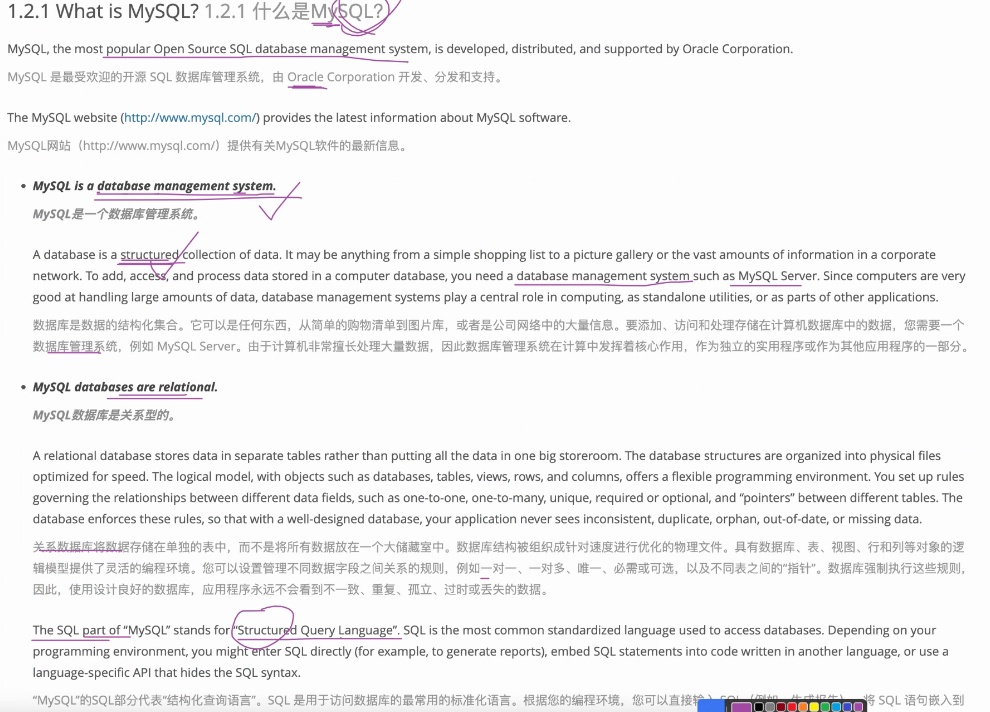 1.2.1 What is MySQL? 1.2.1 什么是MySQL?
MySQL, the most popular Open Source SQL database management system, is developed, distributed, and supported by Oracle Corporation.
MySQL 是最受欢迎的开源 SQL 数据库管理系统，由 Oracle Corporation 开发、分发和支持。
The MySQL website (http://www.mysql.com/) provides the latest information about MySQL software.
MySQL网站（http://www.mysql.com/）提供有关MySQL软件的最新信息。
• MySQL is a database management system.
MySQL是一个数据库管理系统。
A database is a structured collection of data. It may be anything from a simple shopping list to a picture gallery or the vast amounts of information in a corporate
network. To add, access, and process data stored in a computer database, you need a database management system such as MySQL Server. Since computers are very
good at handling large amounts of data, database management systems play a central role in computing, as standalone utilities, or as parts of other applications.
数据库是数据的结构化集合。它可以是任何东西，从简单的购物清单到图片库，或者是公司网络中的大量信息。要添加、访问和处理存储在计算机数据库中的数据，您需要一个
数据库管理系统，例如 MySQL Server。由于计算机非常擅长处理大量数据，因此数据库管理系统在计算中发挥着核心作用，作为独立的实用程序或作为其他应用程序的一部分。
• MySQL databases are relational.
MySQL数据库是关系型的。
A relational database stores data in separate tables rather than putting all the data in one big storeroom. The database structures are organized into physical files
optimized for speed. The logical model, with objects such as databases, tables, views, rows, and columns, offers a flexible programming environment. You set up rules
governing the relationships between different data fields, such as one-to-one, one-to-many, unique, required or optional, and “pointers” between different tables. The
database enforces these rules, so that with a well-designed database, your application never sees inconsistent, duplicate, orphan, out-of-date, or missing data.
关系数据库将数据存储在单独的表中，而不是将所有数据放在一个大储藏室中。数据库结构被组织成针对速度进行优化的物理文件。具有数据库、表、视图、行和列等对象的逻
辑模型提供了灵活的编程环境。您可以设置管理不同数据字段之间关系的规则，例如一对一、一对多、唯一、必需或可选，以及不同表之间的“指针”。数据库强制执行这些规则，
因此，使用设计良好的数据库，应用程序永远不会看到不一致、重复、孤立、过时或丢失的数据。
The SQL part of “MySQL” stands for “Structured Query Language”. SQL is the most common standardized language used to access databases. Depending on your
programming environment, you might enter SQL directly (for example, to generate reports), embed SQL statements into code written in another language, or use a
language-specific API that hides the SQL syntax.
“MySQL”的SQL部分代表“结构化查询语言”。SQL 是用于访问数据库的最常用的标准化语言。根据您的编程环境，您可以直接输入 SQL（例如，生成报告），将 SQL 语句嵌入到